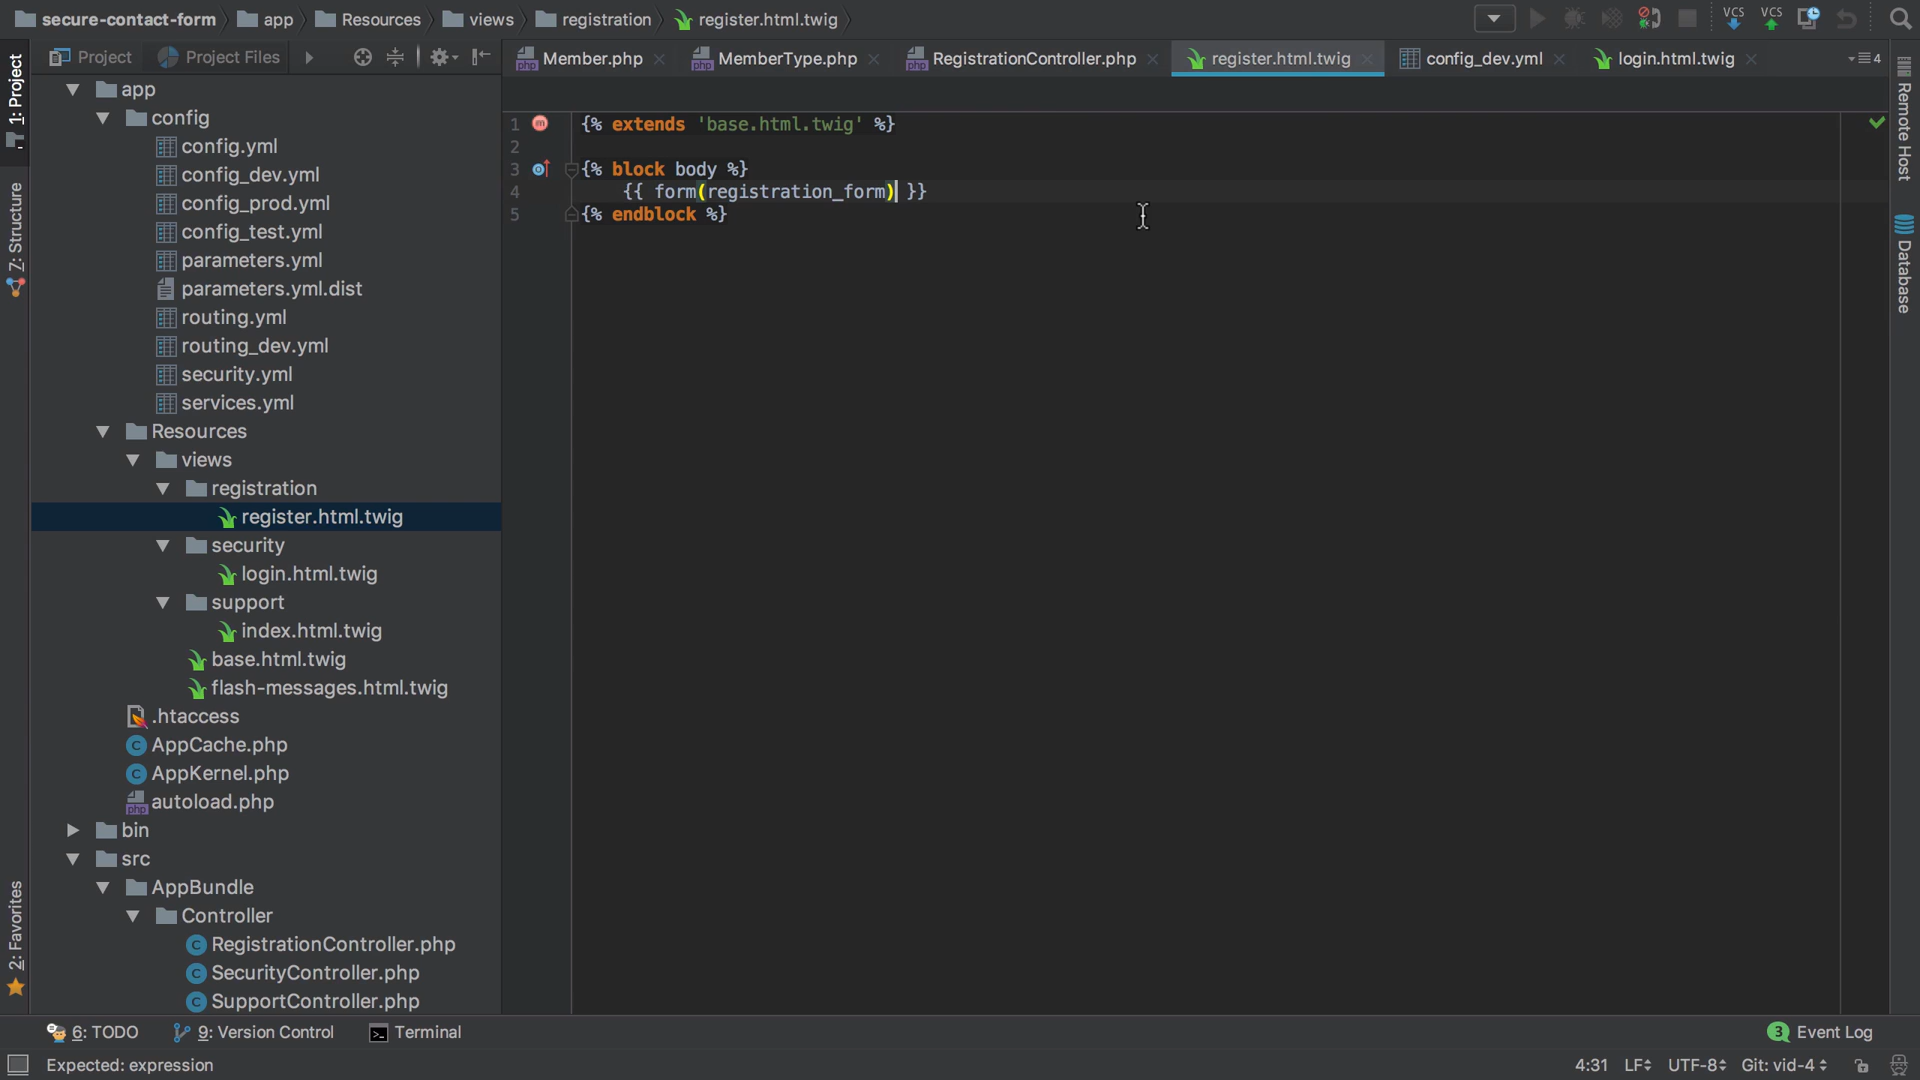 secure-contact-form app Resources views registration register.html.twig
VCS VCS
Project Project Files
Member.php MemberType.php RegistrationController.php register.html.twig config_dev.yml login.html.twig 4
1: Project
Z: Structure
2: Favorites
app
config
config.yml
config_dev.yml
config_prod.yml
config_test.yml
parameters.yml
parameters.yml.dist
routing.yml
routing_dev.yml
security.yml
services.yml
Resources
views
registration
register.html.twig
security
login.html.twig
support
index.html.twig
base.html.twig
flash-messages.html.twig
.htaccess
AppCache.php
AppKernel.php
autoload.php
bin
src
AppBundle
Controller
RegistrationController.php
SecurityController.php
SupportController.php
1 {% extends 'base.html.twig' %}
2
3 {% block body %}
4 {{ form(registration_form) }}
5 {% endblock %}
Remote Host
Database
6: TODO 9: Version Control Terminal 3 Event Log
Expected: expression 4:31 LF UTF-8 Git: vid-4